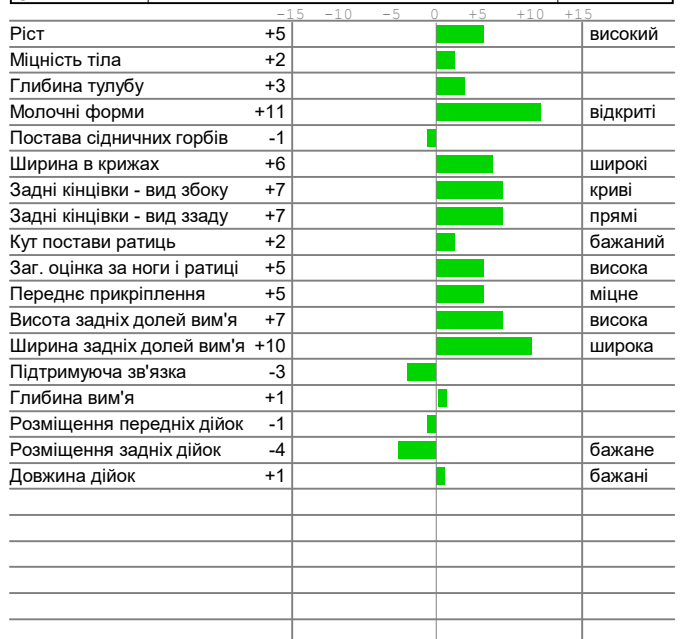 -15 -10 -5 0 +5 +10 +15
Ріст +5 високий
Міцність тіла +2
Глибина тулубу +3
Молочні форми +11 відкриті
Постава сідничних горбів -1
Ширина в крижах +6 широкі
Задні кінцівки - вид збоку +7 криві
Задні кінцівки - вид ззаду +7 прямі
Кут постави ратиць +2 бажаний
Заг. оцінка за ноги і ратиці +5 висока
Переднє прикріплення +5 міцне
Висота задніх долей вим'я +7 висока
Ширина задніх долей вим'я +10 широка
Підтримуюча зв'язка -3
Глибина вим'я +1
Розміщення передніх дійок -1
Розміщення задніх дійок -4 бажане
Довжина дійок +1 бажані